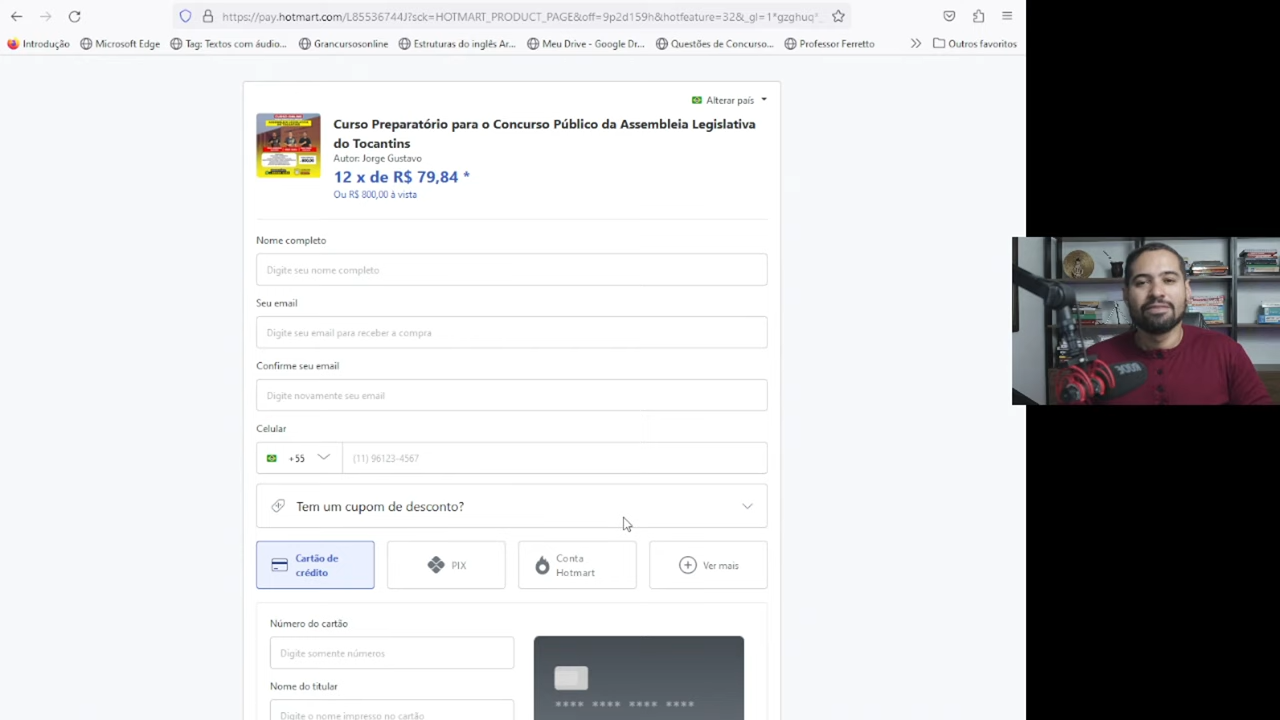 https://pay.hotmart.com/L85536744J?sck=HOTMART_PRODUCT_PAGE&off=9p2d159h&hotfeature=32&_gl=1*gzghuq*_
Introdução Microsoft Edge Tag: Textos com áudio... Grancursosonline Estruturas do inglês Ar... Meu Drive - Google Dr... Questões de Concurso... Professor Ferretto Outros favoritos
Alterar país
Curso Preparatório para o Concurso Público da Assembleia Legislativa
do Tocantins
Autor: Jorge Gustavo
12 x de R$ 79,84 *
Ou R$ 800,00 à vista
Nome completo
Digite seu nome completo
Seu email
Digite seu email para receber a compra
Confirme seu email
Digite novamente seu email
Celular
+55 (11) 96123-4567
Tem um cupom de desconto?
Cartão de
crédito
PIX
Conta
Hotmart
Ver mais
Número do cartão
Digite somente números
Nome do titular
Digite o nome impresso no cartão